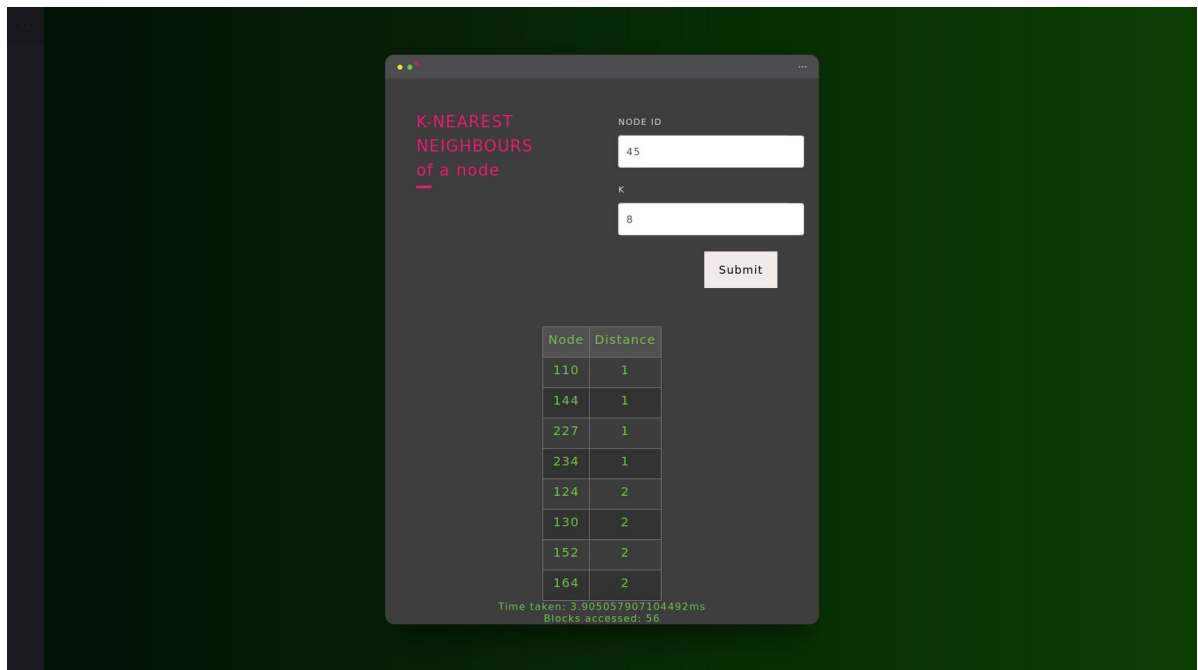 K-NEAREST
NEIGHBOURS
of a node
NODE ID
45
K
8
Submit
Node Distance
110 1
144 1
227 1
234 1
124 2
130 2
152 2
164 2
Time taken: 3.905057907104492ms
Blocks accessed: 56